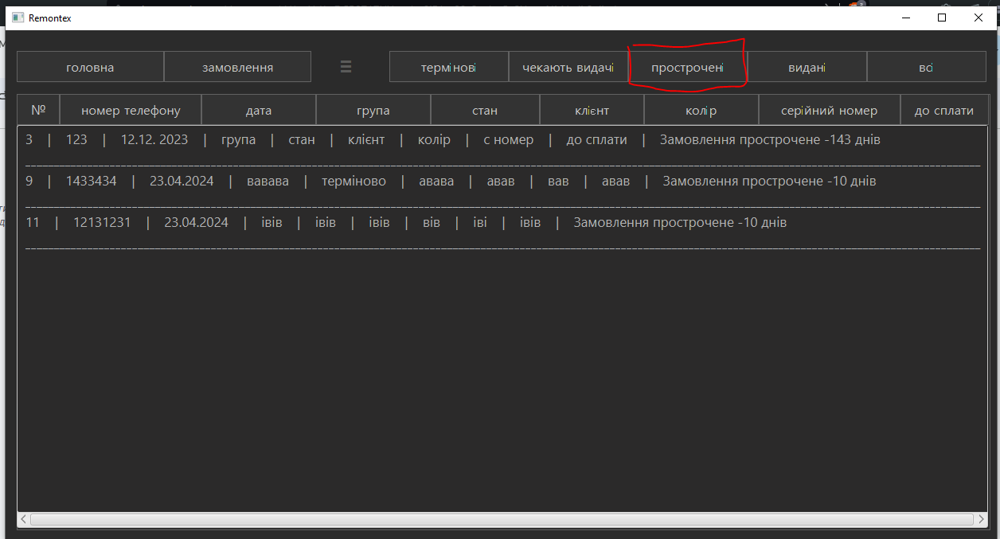 Remontex
головна замовлення ☰ термінові чекають видачі прострочені видані всі
№ номер телефону дата група стан клієнт колір серійний номер до сплати
3 | 123 | 12.12. 2023 | група | стан | клієнт | колір | с номер | до сплати | Замовлення прострочене -143 днів
9 | 1433434 | 23.04.2024 | вавава | терміново | авава | авав | вав | авав | Замовлення прострочене -10 днів
11 | 12131231 | 23.04.2024 | івів | івів | івів | вів | іві | івів | Замовлення прострочене -10 днів